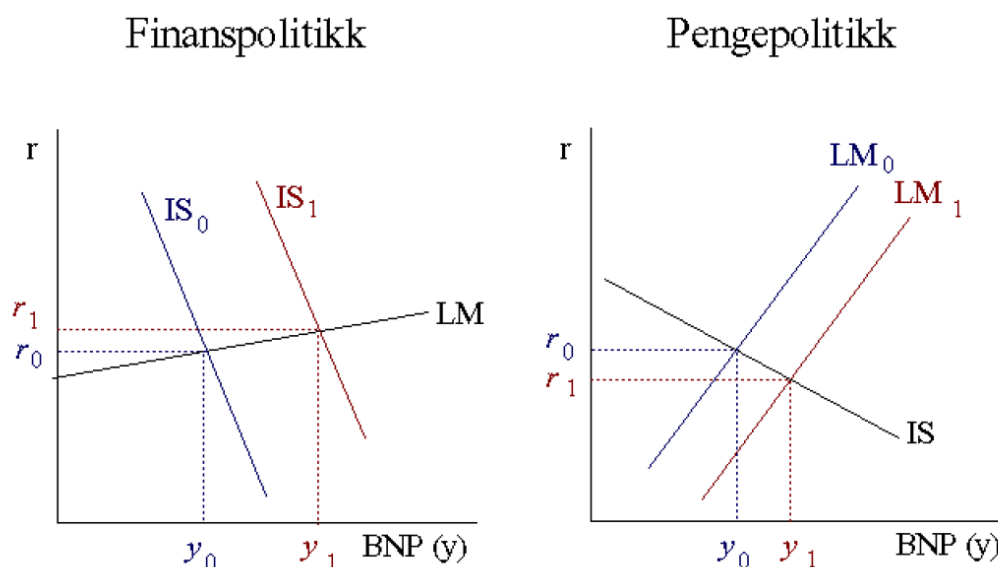 Finanspolitikk
r
IS₀
IS₁
LM
r₁
r₀
y₀
y₁
BNP (y)
Pengepolitikk
r
LM₀
LM₁
r₀
r₁
IS
y₀
y₁
BNP (y)